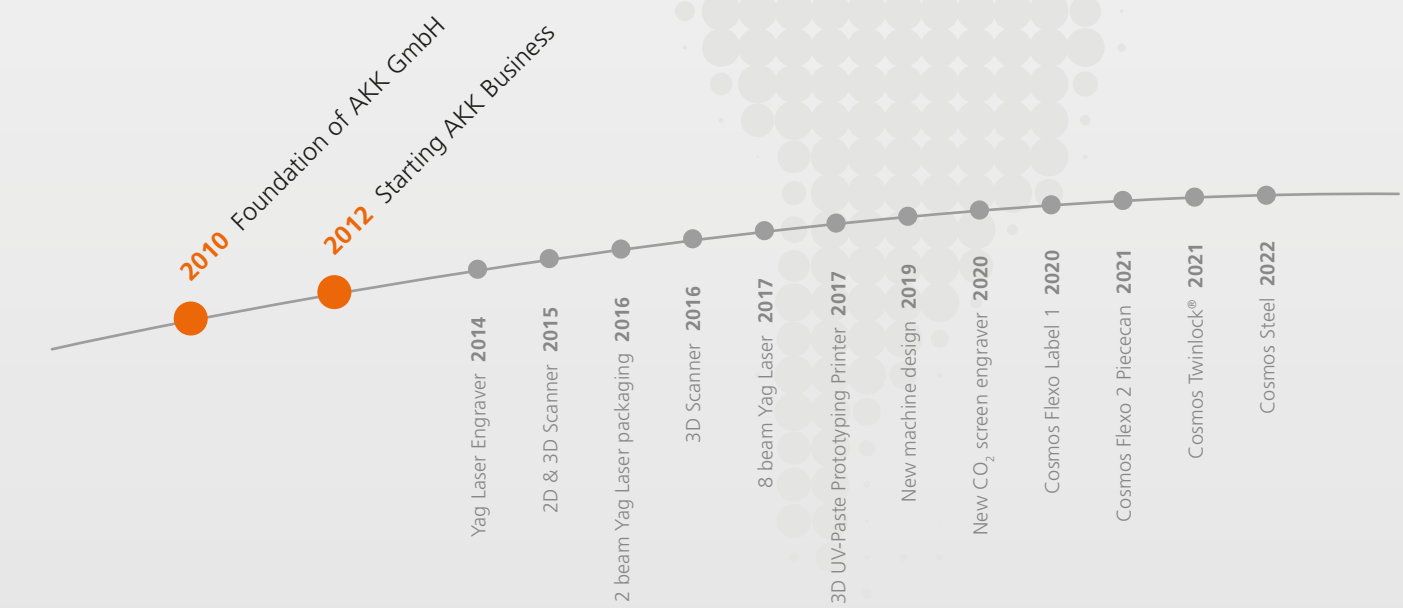 2010 Foundation of AKK GmbH
2012 Starting AKK Business
Yag Laser Engraver 2014
2D & 3D Scanner 2015
2 beam Yag Laser packaging 2016
3D Scanner 2016
8 beam Yag Laser 2017
3D UV-Paste Prototyping Printer 2017
New machine design 2019
New CO₂ screen engraver 2020
Cosmos Flexo Label 1 2020
Cosmos Flexo 2 Piececan 2021
Cosmos Twinlock® 2021
Cosmos Steel 2022